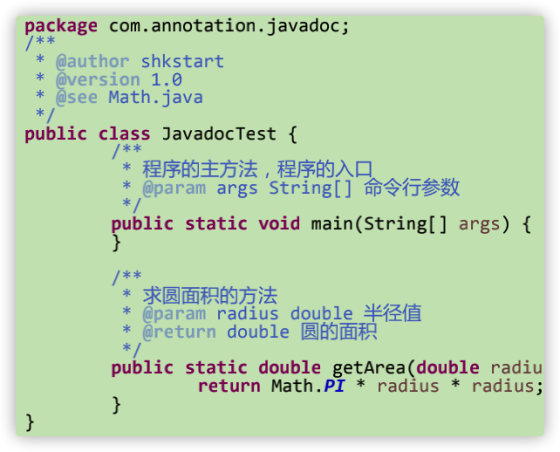 package com.annotation.javadoc;
/**
 * @author shkstart
 * @version 1.0
 * @see Math.java
 */
public class JavadocTest {
        /**
         * 程序的主方法，程序的入口
         * @param args String[] 命令行参数
         */
        public static void main(String[] args) {
        }

        /**
         * 求圆面积的方法
         * @param radius double 半径值
         * @return double 圆的面积
         */
        public static double getArea(double radiu
                return Math.PI * radius * radius;
        }
}